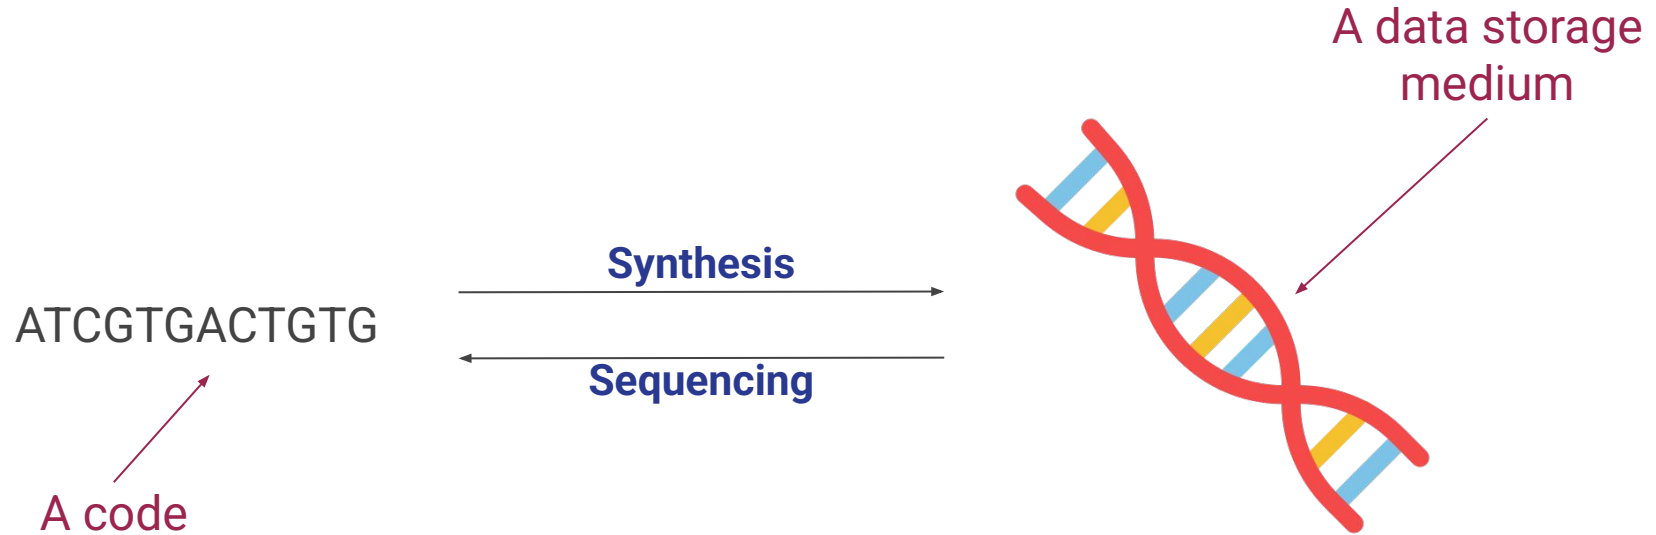 A data storage
medium
Synthesis
ATCGTGACTGTG
Sequencing
A code